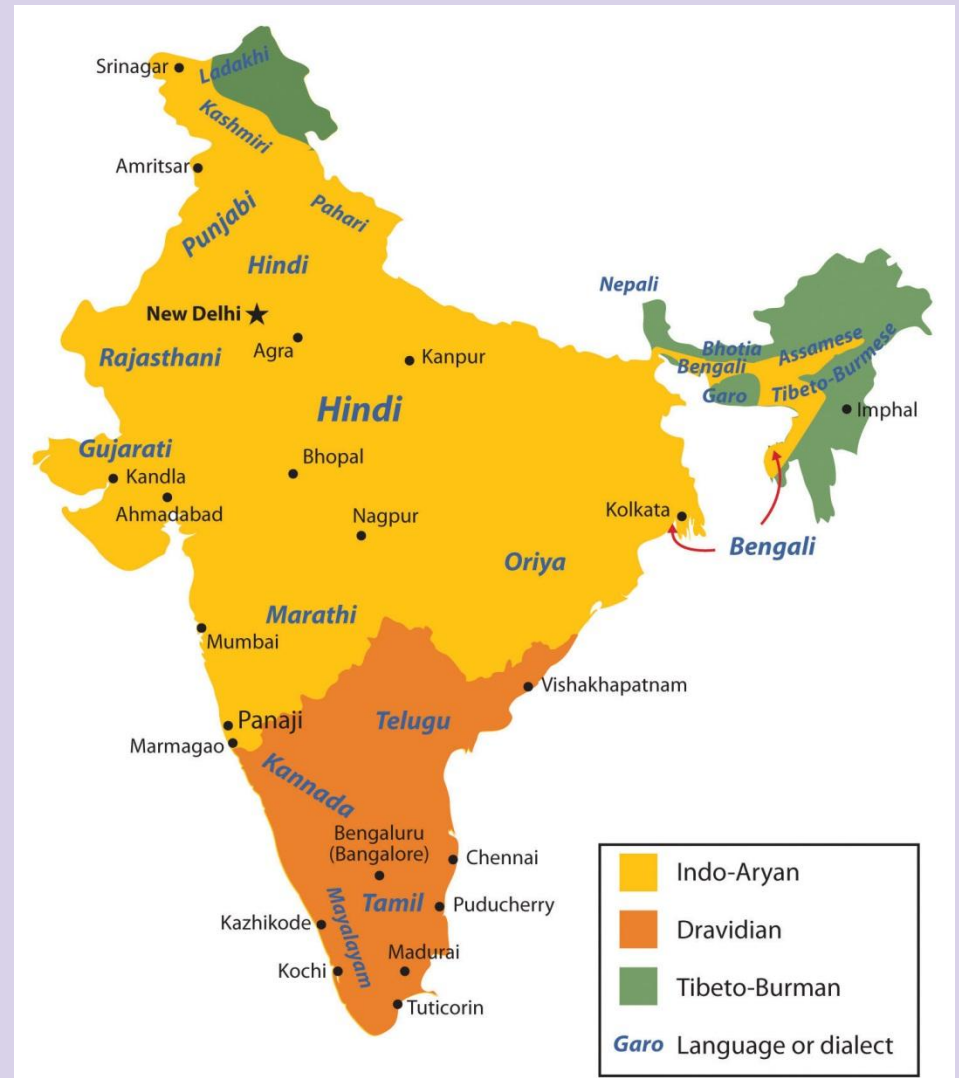 Srinagar
Ladakhi
Kashmiri
Amritsar
Punjabi
Pahari
Hindi
Nepali
New Delhi
Rajasthani
Agra
Kanpur
Bhotia
Bengali
Assamese
Garo
Tibeto-Burmese
Imphal
Hindi
Gujarati
Kandla
Ahmadabad
Bhopal
Nagpur
Kolkata
Bengali
Oriya
Marathi
Mumbai
Vishakhapatnam
Panaji
Marmagao
Telugu
Kannada
Bengaluru
(Bangalore)
Chennai
Tamil
Puducherry
Kazhikode
Mayalayam
Madurai
Kochi
Tuticorin
Indo-Aryan
Dravidian
Tibeto-Burman
Garo Language or dialect